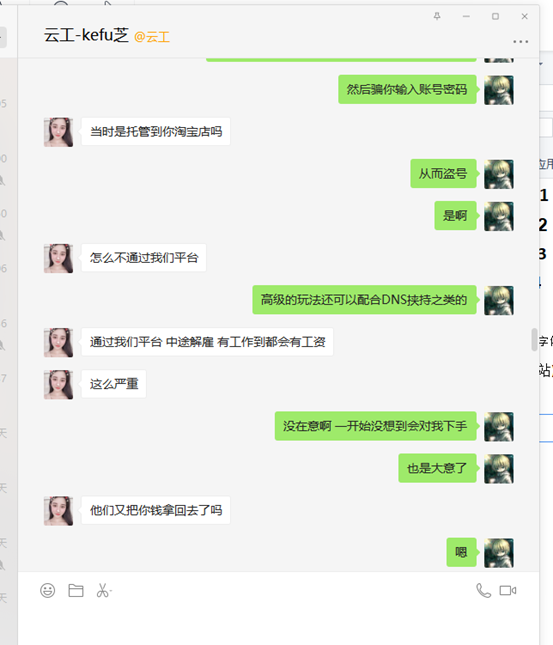 云工-kefu芝 @云工
然后骗你输入账号密码
当时是托管到你淘宝店吗
从而盗号
是啊
怎么不通过我们平台
高级的玩法还可以配合DNS挟持之类的
通过我们平台 中途解雇 有工作到都会有工资
这么严重
没在意啊 一开始没想到会对我下手
也是大意了
他们又把你钱拿回去了吗
嗯
应用
1
2
3
站